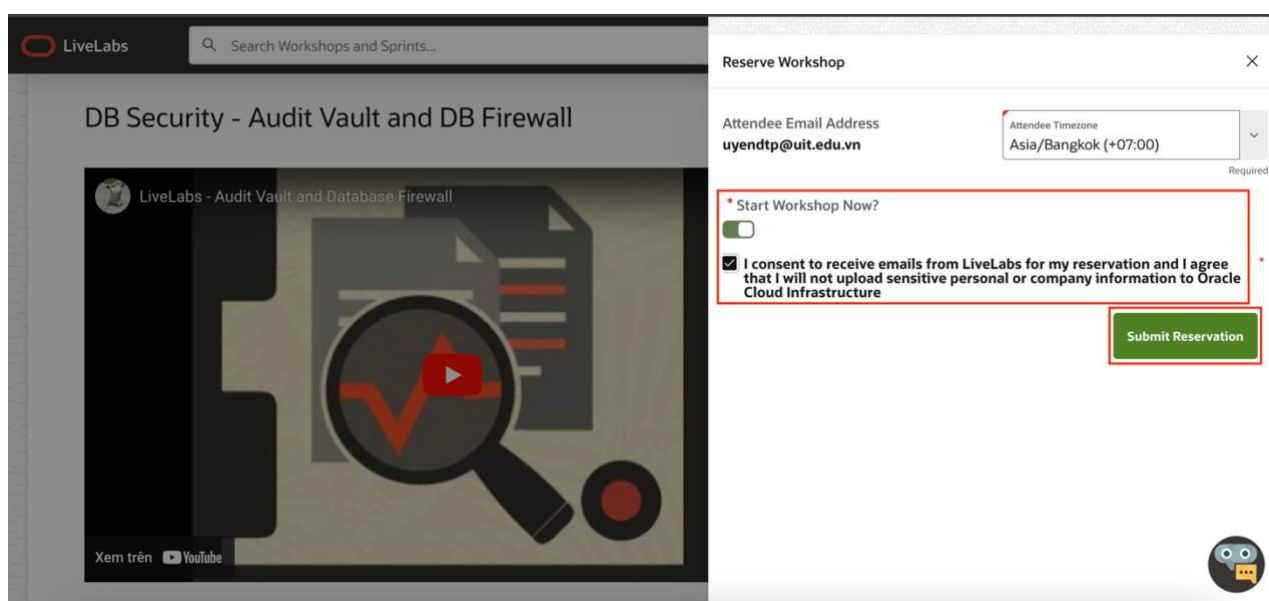 LiveLabs
Search Workshops and Sprints...
DB Security - Audit Vault and DB Firewall
LiveLabs - Audit Vault and Database Firewall
Xem trên YouTube
Reserve Workshop
Attendee Email Address
uyendtp@uit.edu.vn
Attendee Timezone
Asia/Bangkok (+07:00)
Required
* Start Workshop Now?
I consent to receive emails from LiveLabs for my reservation and I agree *
that I will not upload sensitive personal or company information to Oracle
Cloud Infrastructure
Submit Reservation